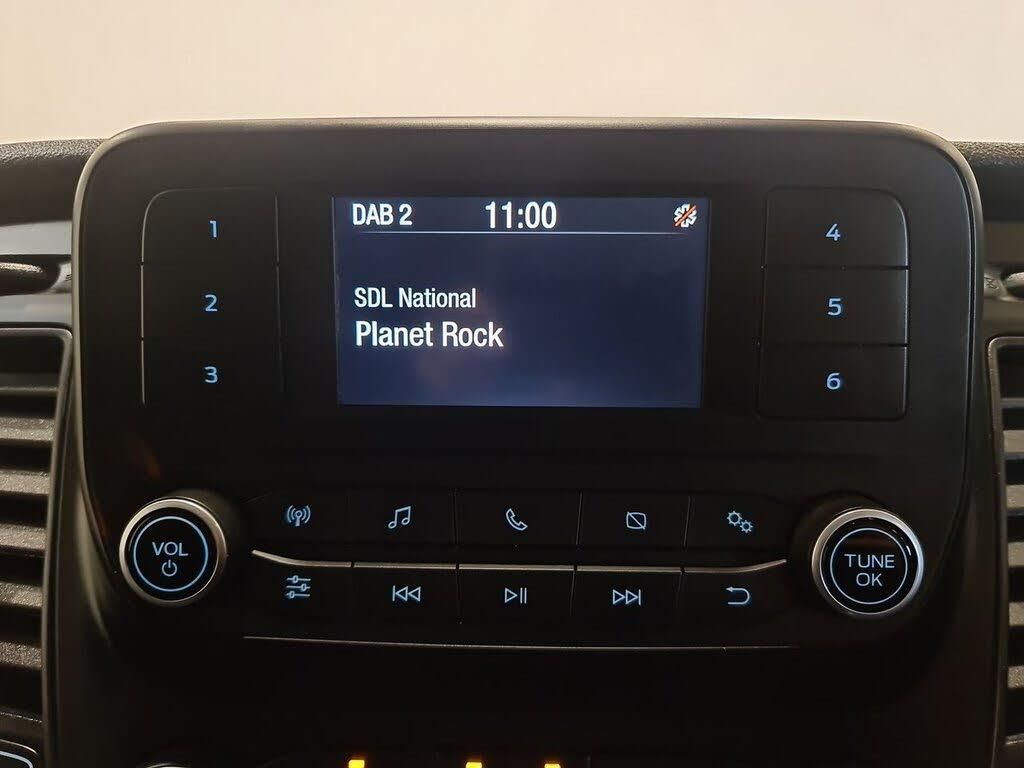 DAB 2 11:00
SDL National
Planet Rock
1
2
3
4
5
6
VOL
TUNE
OK